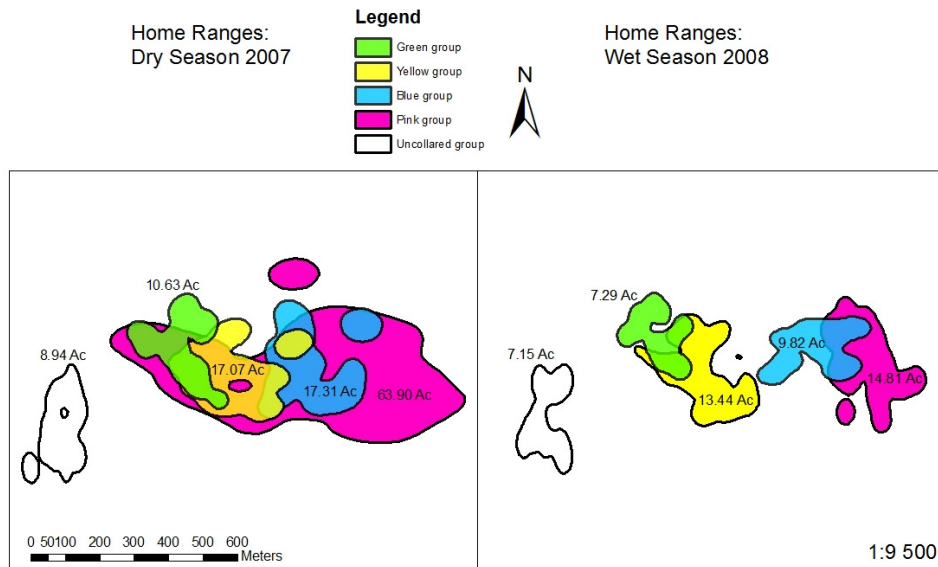 Home Ranges:
Dry Season 2007
Legend
Green group
Yellow group
Blue group
Pink group
Uncollared group
N
Home Ranges:
Wet Season 2008
10.63 Ac
8.94 Ac
17.07 Ac
17.31 Ac
63.90 Ac
0 50100 200 300 400 500 600
Meters
7.29 Ac
7.15 Ac
9.82 Ac
13.44 Ac
14.81 Ac
1:9 500